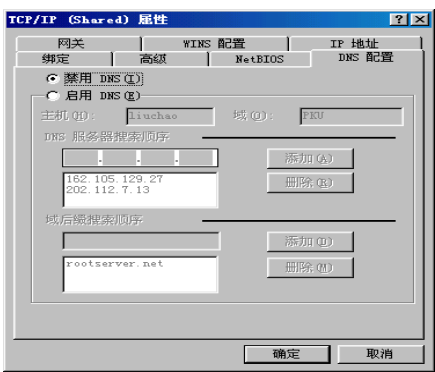 TCP/IP (Shared) 属性
网关 WINS 配置 IP 地址
绑定 高级 NetBIOS DNS 配置
禁用 DNS(I)
启用 DNS(E)
主机(H): liuchao 域(O): PKU
DNS 服务器搜索顺序
添加(A)
162.105.129.27
202.112.7.13
删除(R)
域后缀搜索顺序
添加(D)
rootserver.net
删除(M)
确定 取消